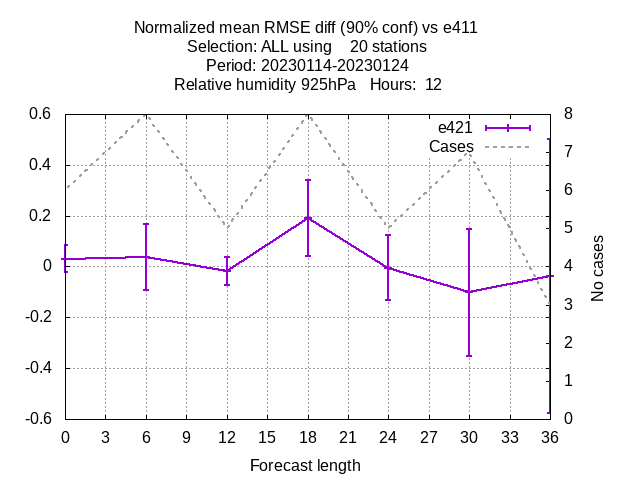 Normalized mean RMSE diff (90% conf) vs e411
Selection: ALL using    20 stations
Period: 20230114-20230124
Relative humidity 925hPa   Hours:  12
e421
Cases
0.6
0.4
0.2
0
-0.2
-0.4
-0.6
8
7
6
5
4
3
2
1
0
No cases
0 3 6 9 12 15 18 21 24 27 30 33 36
Forecast length